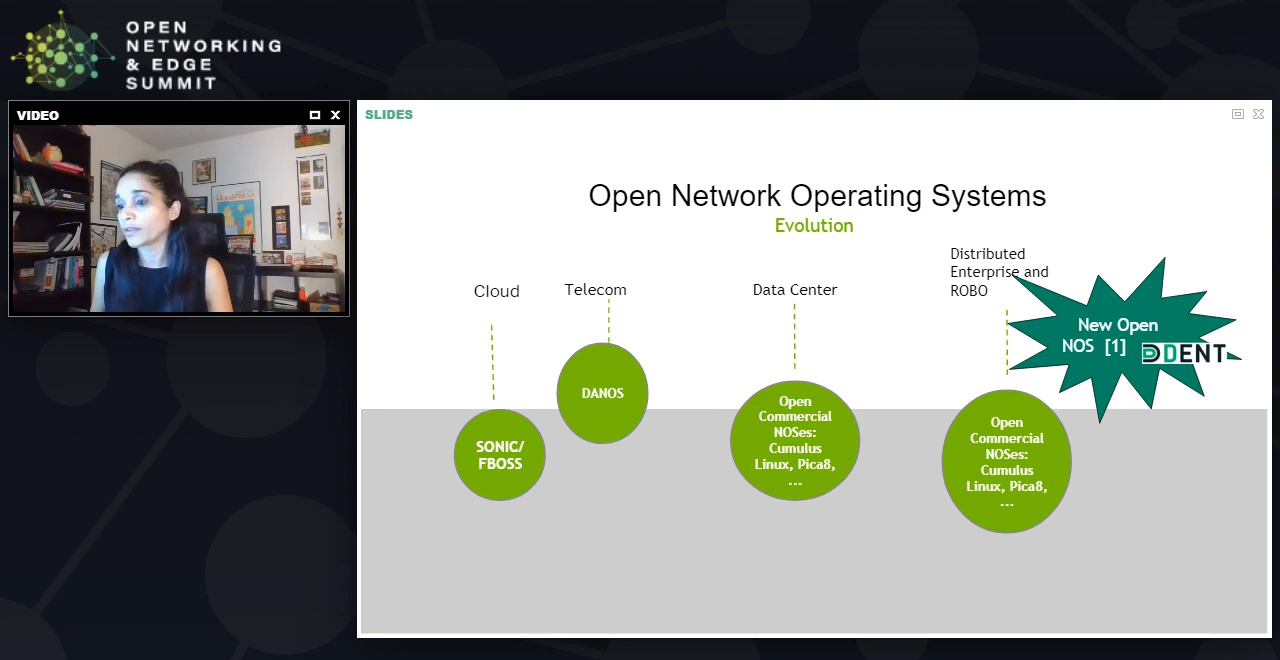 OPEN
NETWORKING
& EDGE
SUMMIT
VIDEO
SLIDES
Open Network Operating Systems
Evolution
Cloud
Telecom
Data Center
Distributed
Enterprise and
ROBO
New Open
NOS [1]
DENT
DANOS
SONIC/
FBOSS
Open
Commercial
NOSes:
Cumulus
Linux, Pica8,
...
Open
Commercial
NOSes:
Cumulus
Linux, Pica8,
...